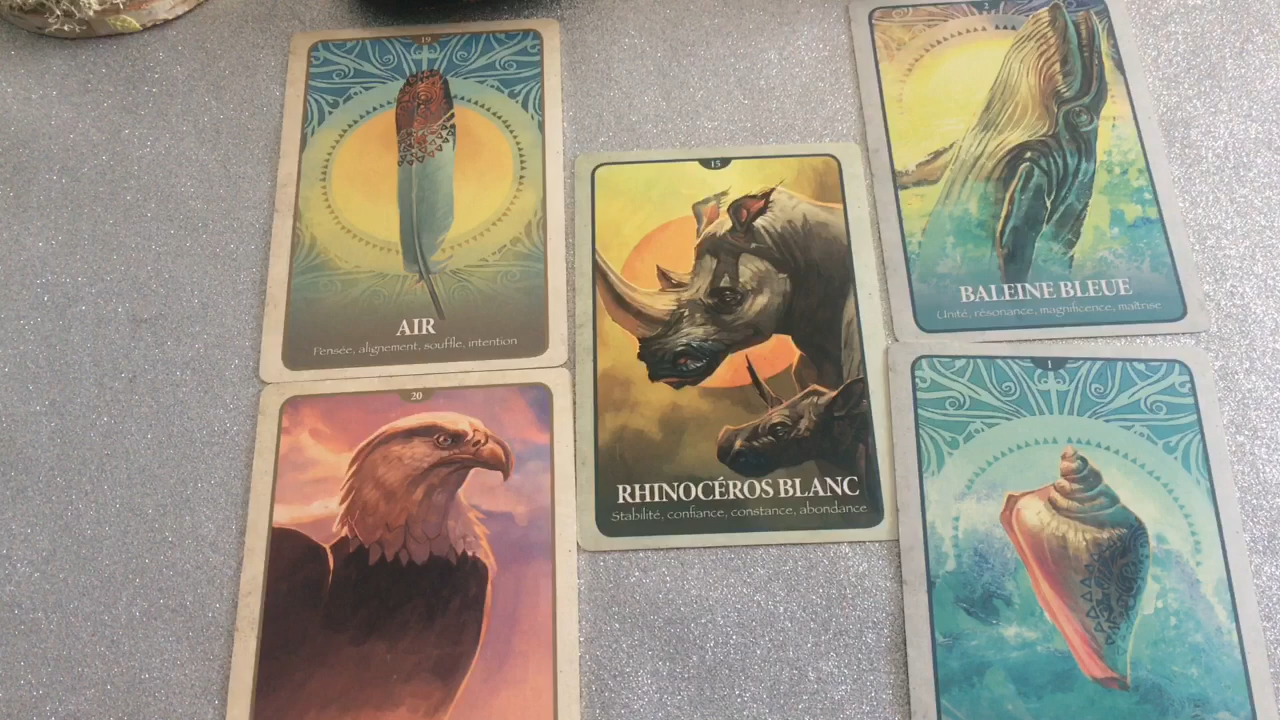 19
AIR
Pensée, alignement, souffle, intention
20
15
RHINOCÉROS BLANC
Stabilité, confiance, constance, abondance
2
BALEINE BLEUE
Unité, résonance, magnificence, maîtrise
1